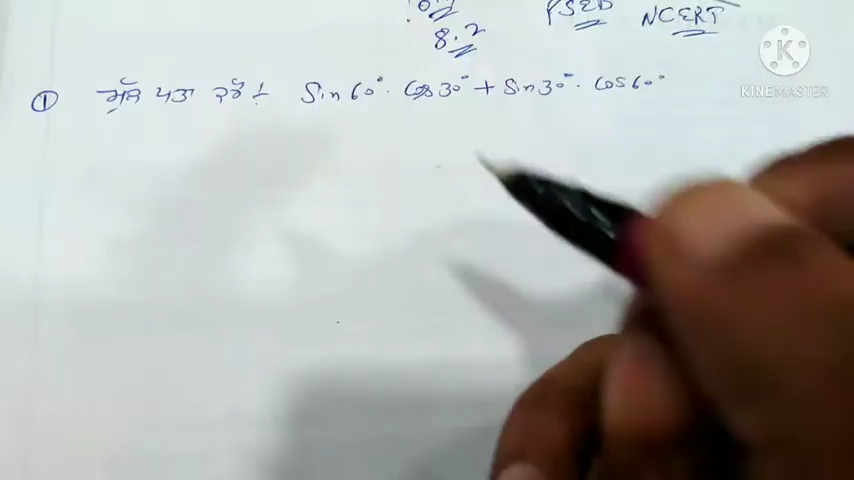 8.2
PSEB NCERT
KINEMASTER
① ਮੁੱਲ ਪਤਾ ਕਰੋ :- Sin 60° . Cos 30° + Sin 30° . Cos 60°